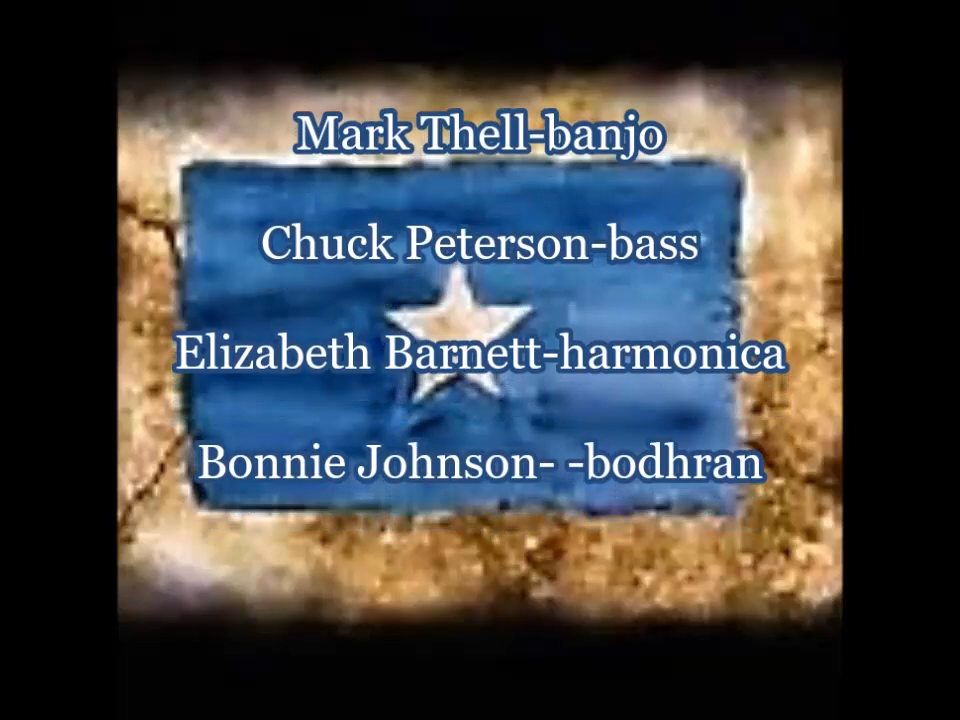 Mark Thell-banjo
Chuck Peterson-bass
Elizabeth Barnett-harmonica
Bonnie Johnson- -bodhran